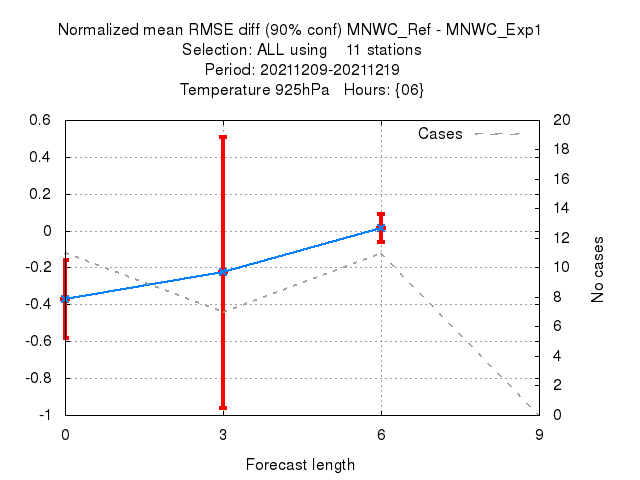 Normalized mean RMSE diff (90% conf) MNWC_Ref - MNWC_Exp1
Selection: ALL using 11 stations
Period: 20211209-20211219
Temperature 925hPa Hours: {06}
Cases
0.6
0.4
0.2
0
-0.2
-0.4
-0.6
-0.8
-1
20
18
16
14
12
10
8
6
4
2
0
No cases
0 3 6 9
Forecast length